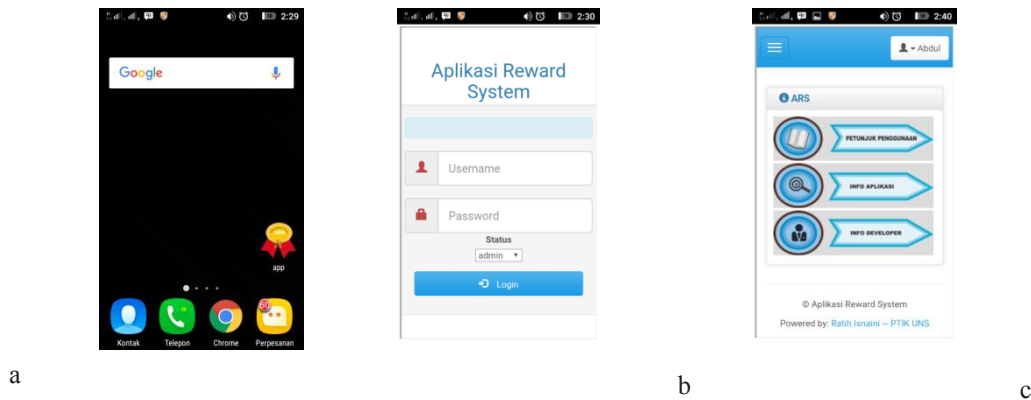 2:29
Google
app
60
Kontak
Telepon
Chrome
Perpesanan
a
2:30
Aplikasi Reward
System
Username
Password
Status
admin
Login
b
2:40
Abdul
ARS
PETUNJUK PENGGUNAAN
INFO APLIKASI
INFO DEVELOPER
© Aplikasi Reward System
Powered by: Ratih Isnaini – PTIK UNS
c